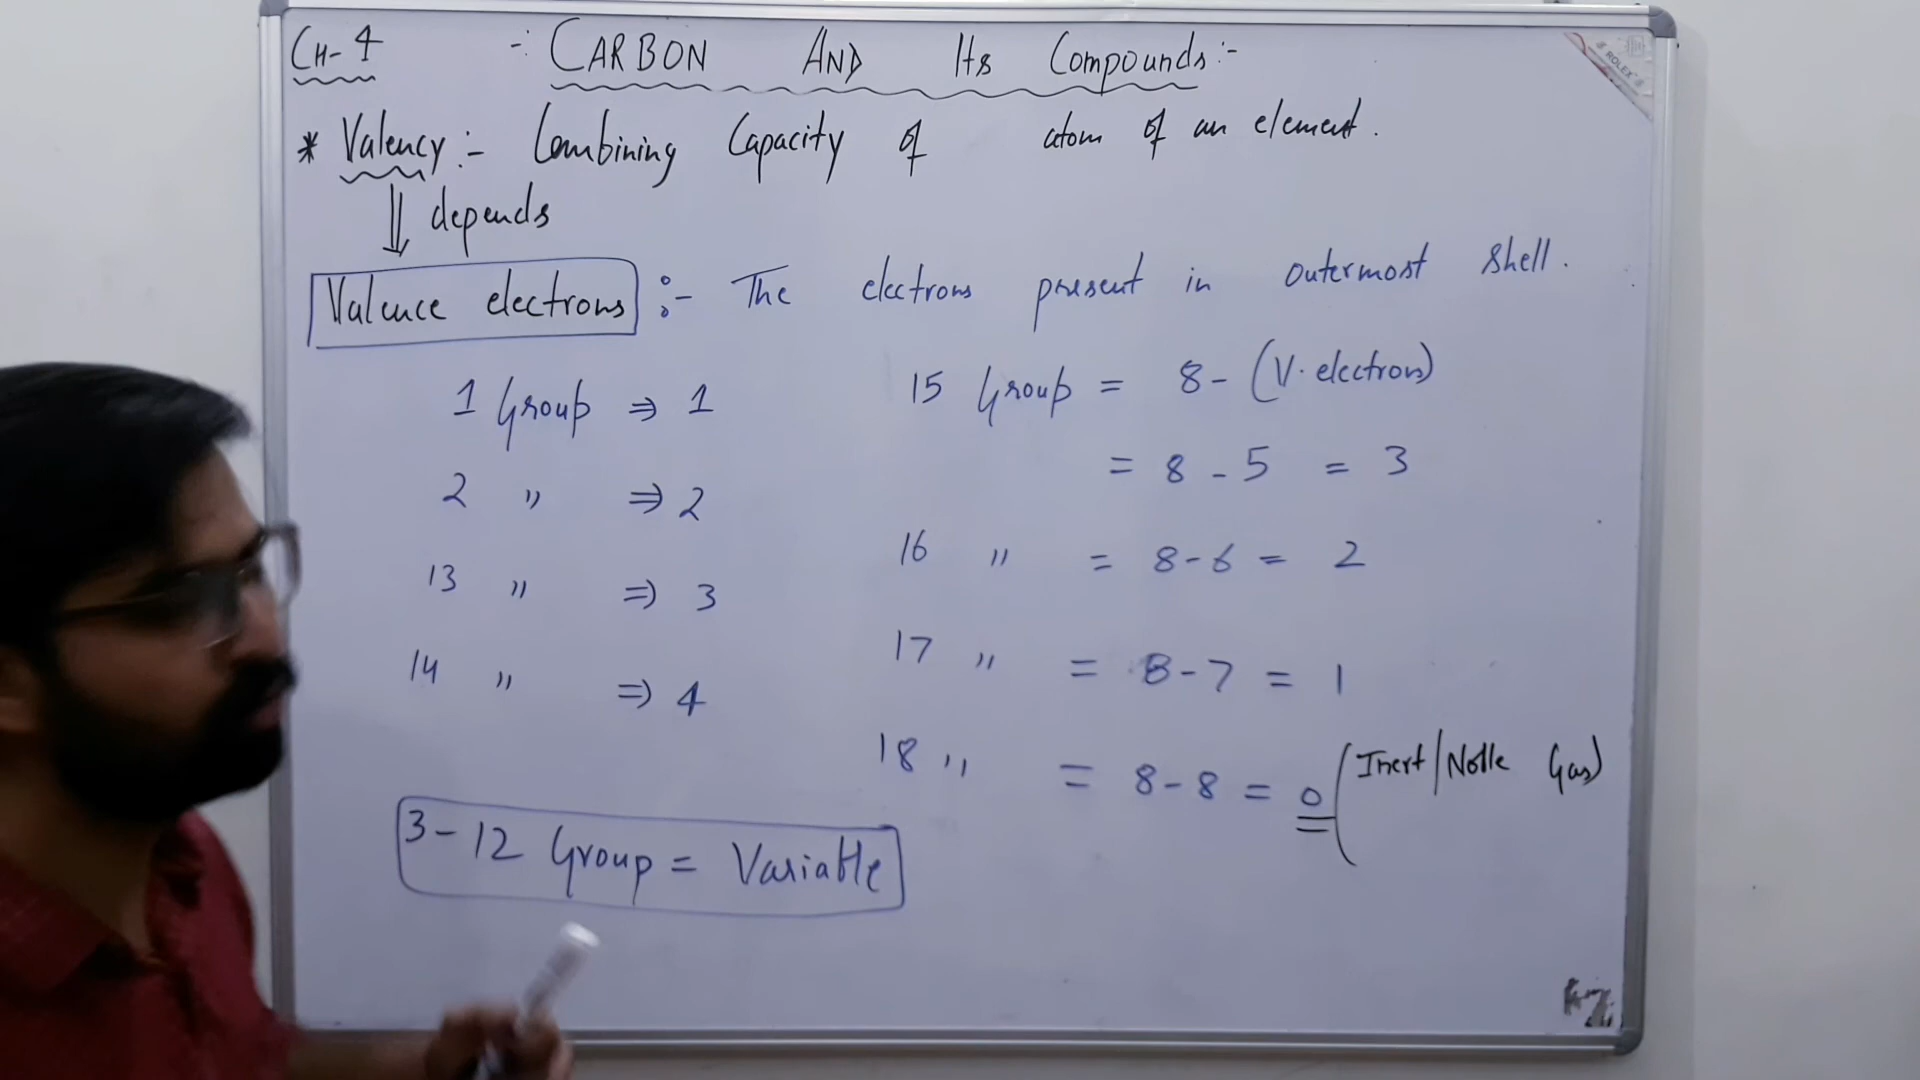 CH-4 -: CARBON AND Its Compounds:-
* Valency:- Combining Capacity of atom of an element.
depends
Valence electrons :- The electrons present in outermost shell.
1 Group ⇒ 1
2 " ⇒ 2
13 " ⇒ 3
14 " ⇒ 4
3-12 Group = Variable
15 Group = 8 - (V. electron)
= 8 - 5 = 3
16 " = 8-6 = 2
17 " = 8-7 = 1
18 " = 8-8 = 0 (Inert/Noble Gas)
ROLEX